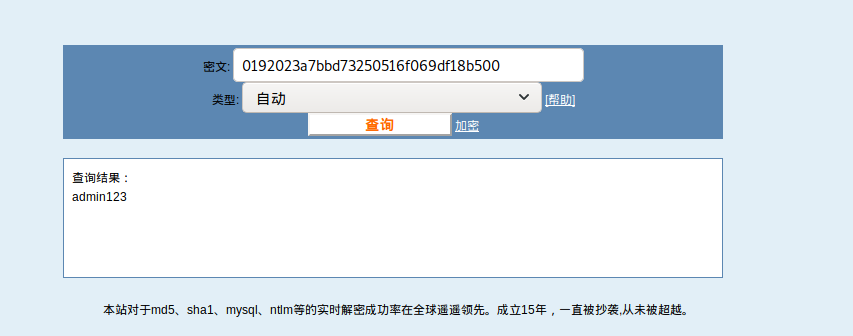 密文: 0192023a7bbd73250516f069df18b500
类型: 自动 [帮助]
查询 加密
查询结果：
admin123
本站对于md5、sha1、mysql、ntlm等的实时解密成功率在全球遥遥领先。成立15年，一直被抄袭,从未被超越。